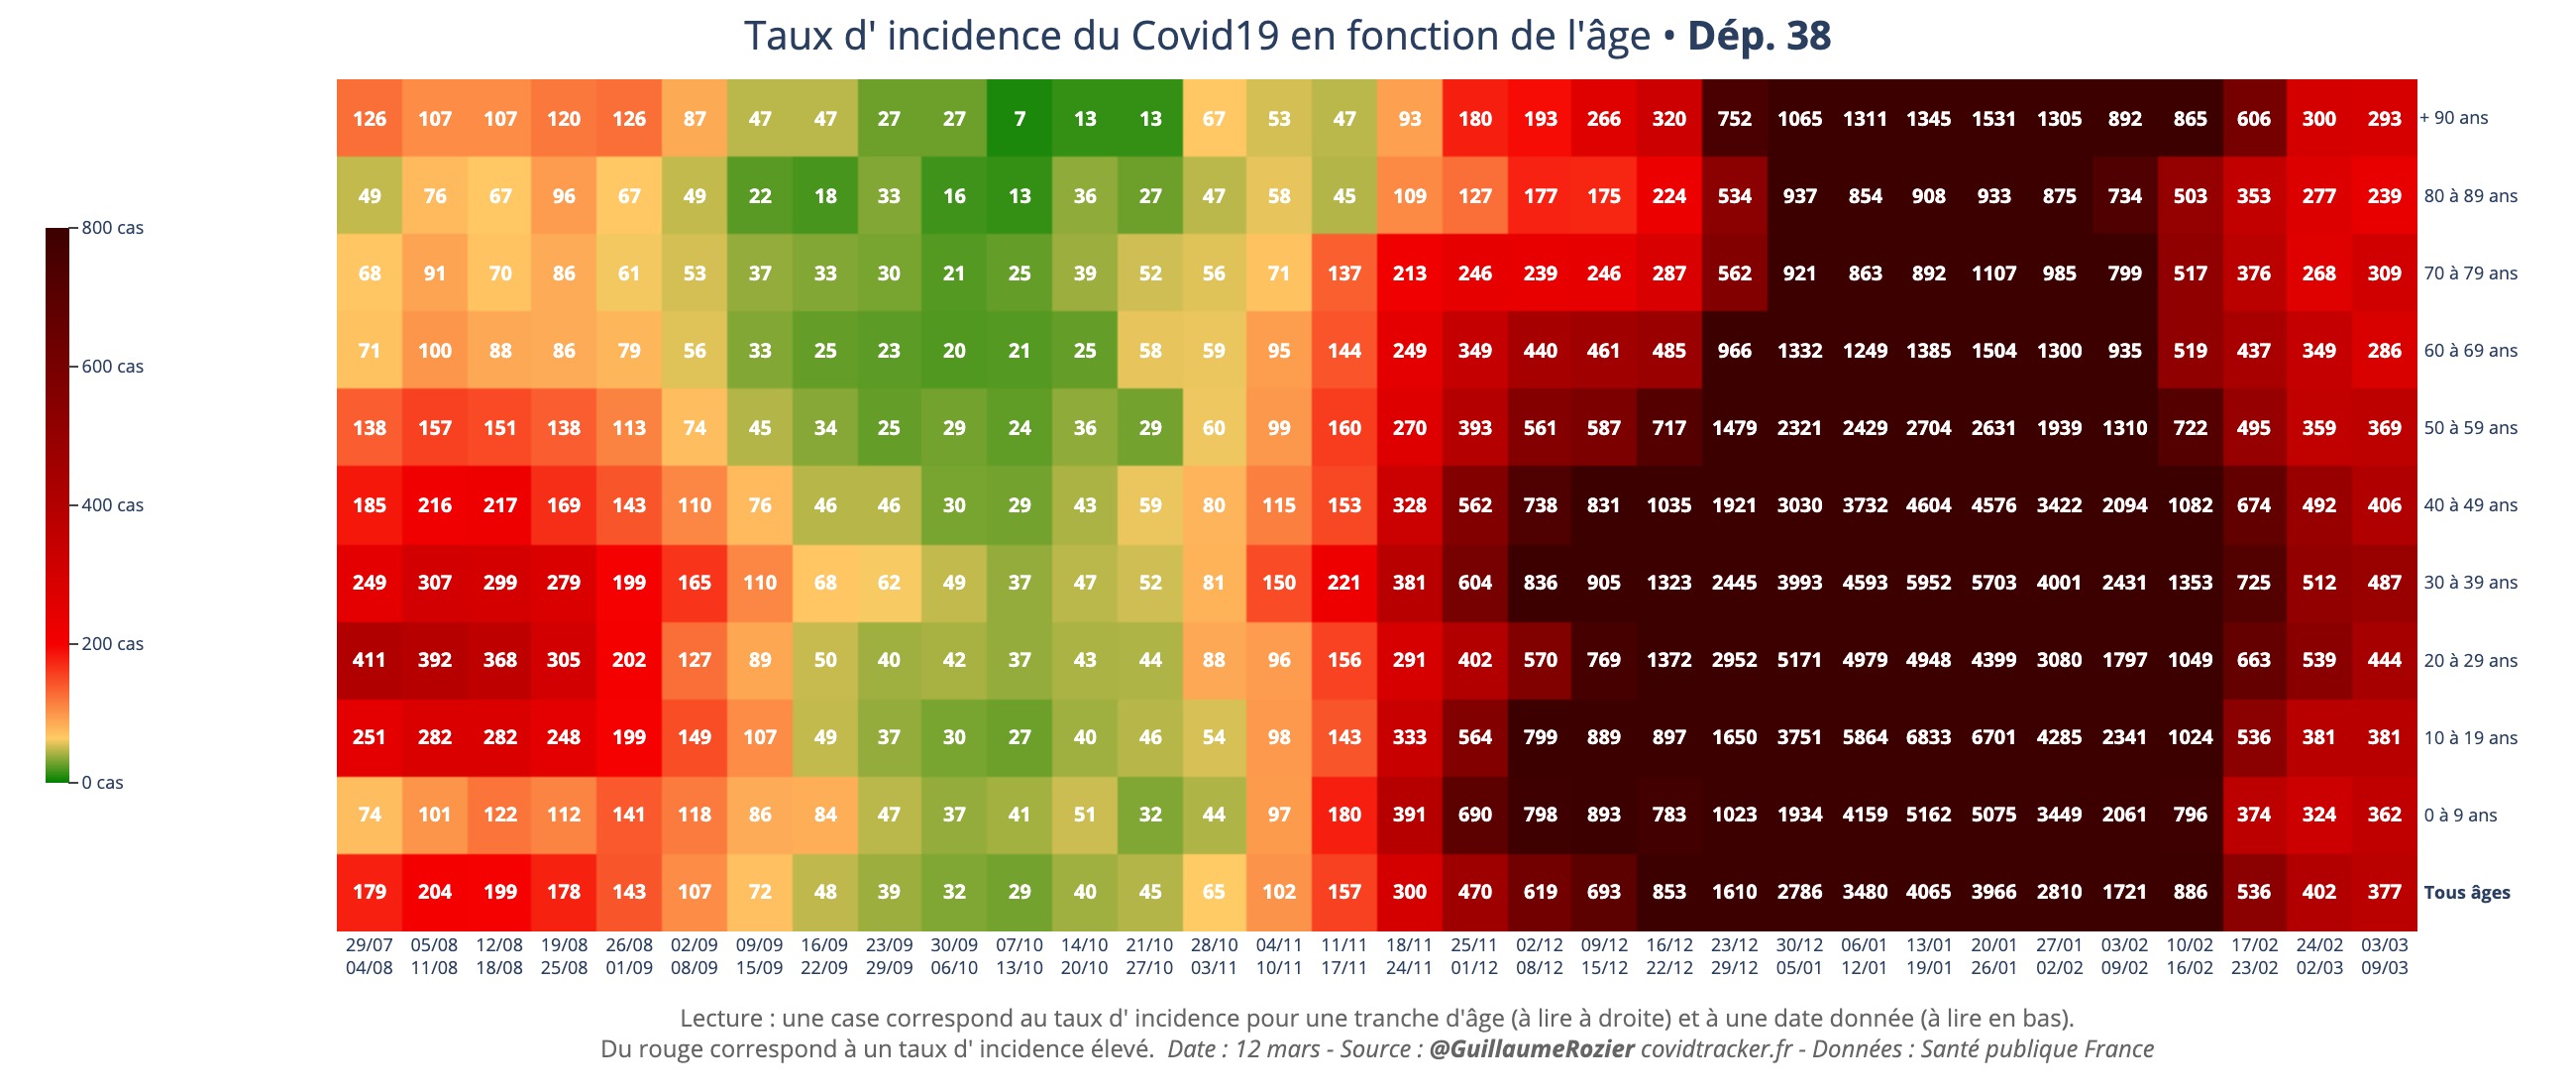 Taux d' incidence du Covid19 en fonction de l'âge • Dép. 38
126 107 107 120 126 87 47 47 27 27 7 13 13 67 53 47 93 180 193 266 320 752 1065 1311 1345 1531 1305 892 865 606 300 293 + 90 ans
49 76 67 96 67 49 22 18 33 16 13 36 27 47 58 45 109 127 177 175 224 534 937 854 908 933 875 734 503 353 277 239 80 à 89 ans
800 cas
68 91 70 86 61 53 37 33 30 21 25 39 52 56 71 137 213 246 239 246 287 562 921 863 892 1107 985 799 517 376 268 309 70 à 79 ans
71 100 88 86 79 56 33 25 23 20 21 25 58 59 95 144 249 349 440 461 485 966 1332 1249 1385 1504 1300 935 519 437 349 286 60 à 69 ans
600 cas
138 157 151 138 113 74 45 34 25 29 24 36 29 60 99 160 270 393 561 587 717 1479 2321 2429 2704 2631 1939 1310 722 495 359 369 50 à 59 ans
400 cas
185 216 217 169 143 110 76 46 46 30 29 43 59 80 115 153 328 562 738 831 1035 1921 3030 3732 4604 4576 3422 2094 1082 674 492 406 40 à 49 ans
249 307 299 279 199 165 110 68 62 49 37 47 52 81 150 221 381 604 836 905 1323 2445 3993 4593 5952 5703 4001 2431 1353 725 512 487 30 à 39 ans
200 cas
411 392 368 305 202 127 89 50 40 42 37 43 44 88 96 156 291 402 570 769 1372 2952 5171 4979 4948 4399 3080 1797 1049 663 539 444 20 à 29 ans
251 282 282 248 199 149 107 49 37 30 27 40 46 54 98 143 333 564 799 889 897 1650 3751 5864 6833 6701 4285 2341 1024 536 381 381 10 à 19 ans
0 cas
74 101 122 112 141 118 86 84 47 37 41 51 32 44 97 180 391 690 798 893 783 1023 1934 4159 5162 5075 3449 2061 796 374 324 362 0 à 9 ans
179 204 199 178 143 107 72 48 39 32 29 40 45 65 102 157 300 470 619 693 853 1610 2786 3480 4065 3966 2810 1721 886 536 402 377 Tous âges
29/07 05/08 12/08 19/08 26/08 02/09 09/09 16/09 23/09 30/09 07/10 14/10 21/10 28/10 04/11 11/11 18/11 25/11 02/12 09/12 16/12 23/12 30/12 06/01 13/01 20/01 27/01 03/02 10/02 17/02 24/02 03/03
04/08 11/08 18/08 25/08 01/09 08/09 15/09 22/09 29/09 06/10 13/10 20/10 27/10 03/11 10/11 17/11 24/11 01/12 08/12 15/12 22/12 29/12 05/01 12/01 19/01 26/01 02/02 09/02 16/02 23/02 02/03 09/03
Lecture : une case correspond au taux d' incidence pour une tranche d'âge (à lire à droite) et à une date donnée (à lire en bas).
Du rouge correspond à un taux d' incidence élevé. Date : 12 mars - Source : @GuillaumeRozier covidtracker.fr - Données : Santé publique France